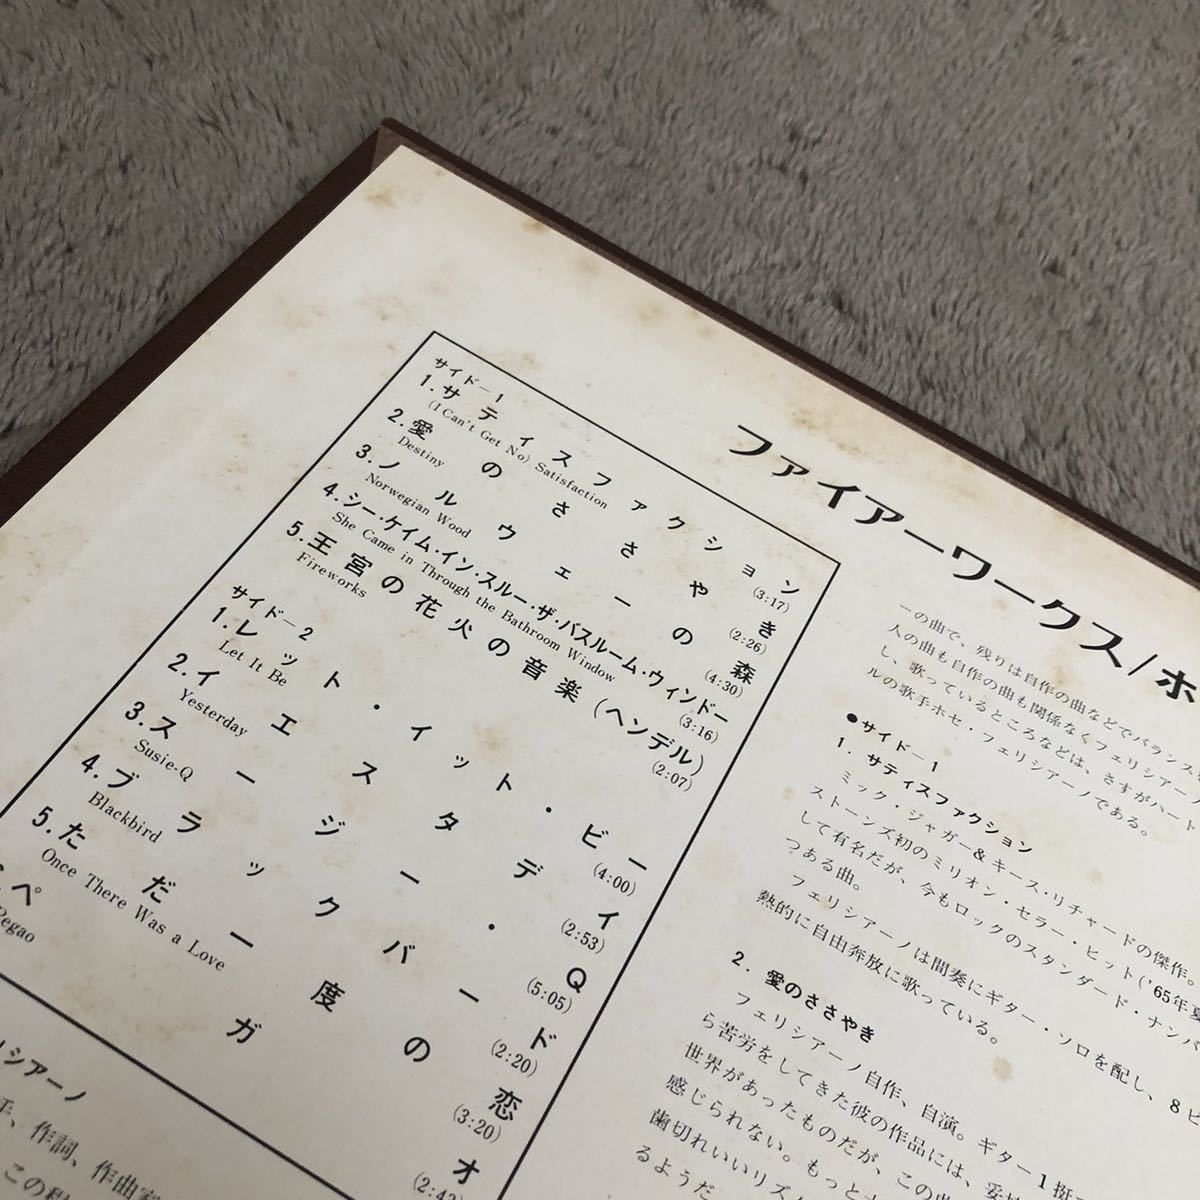 ファイアーワークス/ホ
サイド—1
1.サティスファクション
(I Can't Get No) Satisfaction (3:17)
2.愛のささやき
Destiny (2:26)
3.ノルウェーの森
Norwegian Wood (4:30)
4.シー・ケイム・イン・スルー・ザ・バスルーム・ウィンドー
She Came in Through the Bathroom Window (3:16)
5.王宮の花火の音楽(ヘンデル)
Fireworks (2:07)
サイド—2
1.レット・イット・ビー
Let It Be (4:00)
2.イエスタデイ
Yesterday (2:53)
3.スージー・Q
Susie-Q (5:05)
4.ブラックバード
Blackbird (2:20)
5.ただ一度の恋
Once There Was a Love (3:20)
.ペガオ
Pegao (2:43)
リシアーノ
手、作詞、作曲家
この程
ーの曲で、残りは自作の曲などでバランス
人の曲も自作の曲も関係なくフェリシアーノ
し、歌っているところなどは、さすがハート
ルの歌手ホセ・フェリシアーノである。
●サイド—1
1. サティスファクション
ミック・ジャガー&キース・リチャードの傑作。
ストーンズ初のミリオン・セラー・ヒット('65年夏
して有名だが、今もロックのスタンダード・ナンバ
つある曲。
フェリシアーノは間奏にギター・ソロを配し、8ビ
熱的に自由奔放に歌っている。
2. 愛のささやき
フェリシアーノ自作、自演。ギター1挺
ら苦労をしてきた彼の作品には、妥
世界があったものだが、この曲
感じられない。もっと
歯切れいいリズム
るようだ